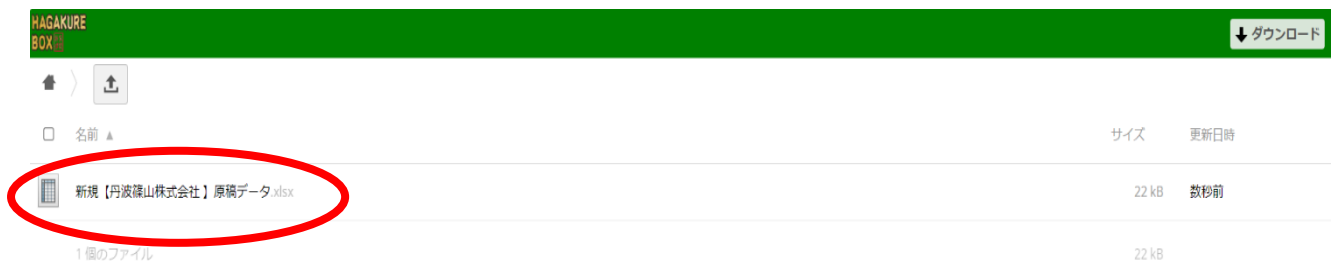 HAGAKURE
BOX
ダウンロード
名前 ▲ サイズ 更新日時
新規【丹波篠山株式会社 】原稿データ.xlsx 22 kB 数秒前
1 個のファイル 22 kB